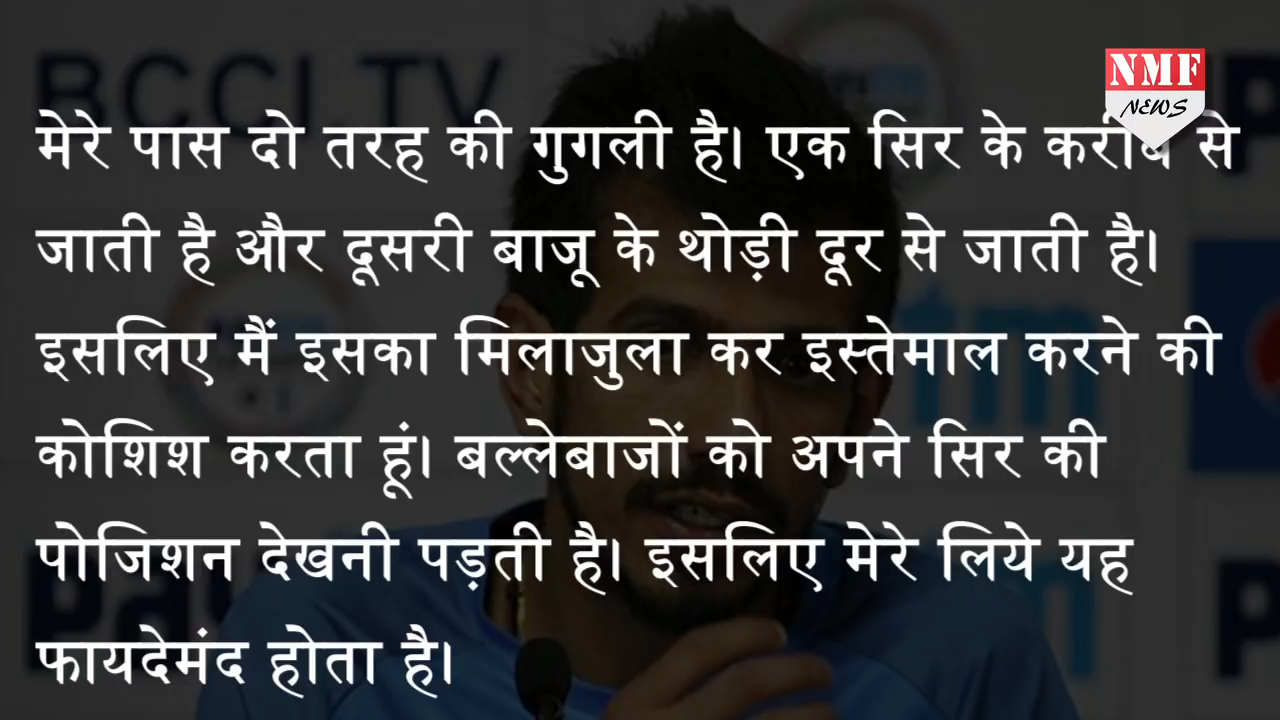 BCCI.TV
NMF
NEWS
मेरे पास दो तरह की गुगली है। एक सिर के करीब से
जाती है और दूसरी बाजू के थोड़ी दूर से जाती है।
इसलिए मैं इसका मिलाजुला कर इस्तेमाल करने की
कोशिश करता हूं। बल्लेबाजों को अपने सिर की
पोजिशन देखनी पड़ती है। इसलिए मेरे लिये यह
फायदेमंद होता है।